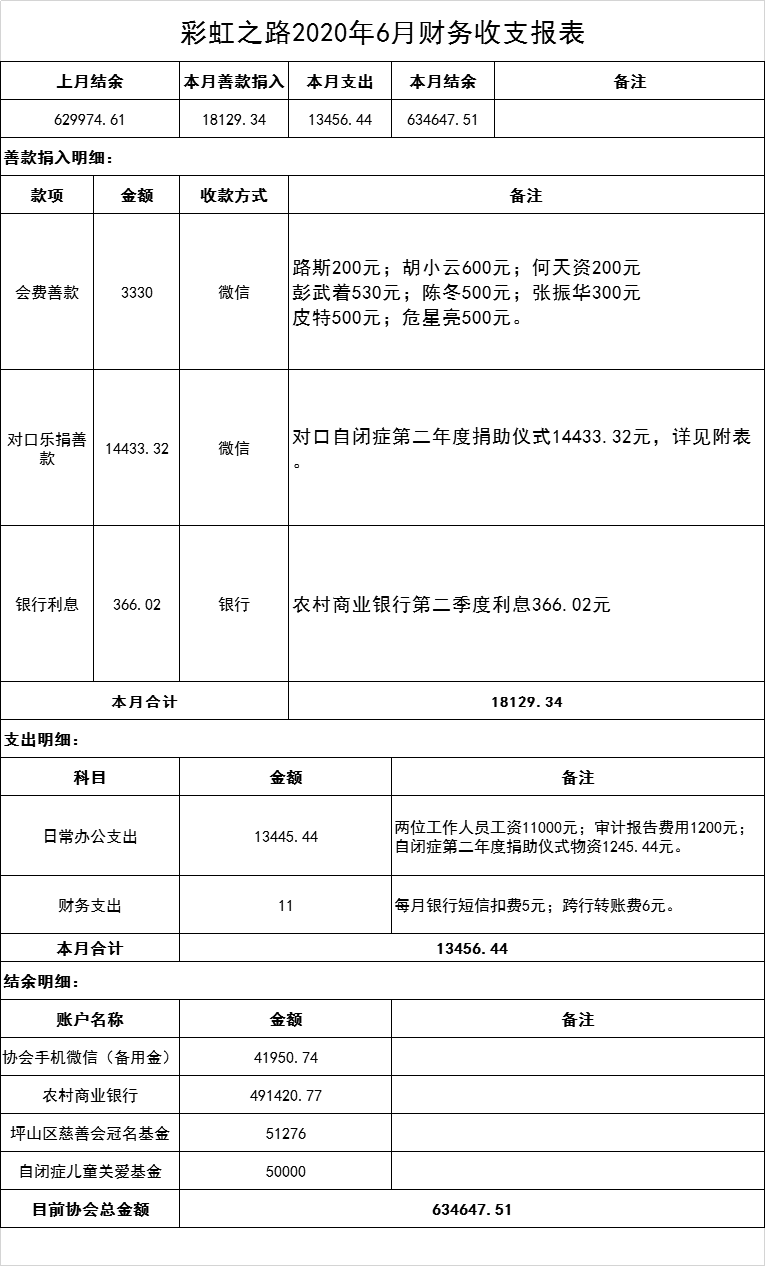 彩虹之路2020年6月财务收支报表
上月结余 本月善款捐入 本月支出 本月结余 备注
629974.61 18129.34 13456.44 634647.51
善款捐入明细：
款项 金额 收款方式 备注
会费善款 3330 微信
路斯200元；胡小云600元；何天资200元
彭武着530元；陈冬500元；张振华300元
皮特500元；危星亮500元。
对口乐捐善
款
14433.32 微信
对口自闭症第二年度捐助仪式14433.32元，详见附表
。
银行利息 366.02 银行 农村商业银行第二季度利息366.02元
本月合计 18129.34
支出明细：
科目 金额 备注
日常办公支出 13445.44
两位工作人员工资11000元；审计报告费用1200元；
自闭症第二年度捐助仪式物资1245.44元。
财务支出 11 每月银行短信扣费5元；跨行转账费6元。
本月合计 13456.44
结余明细：
账户名称 金额 备注
协会手机微信（备用金） 41950.74
农村商业银行 491420.77
坪山区慈善会冠名基金 51276
自闭症儿童关爱基金 50000
目前协会总金额 634647.51